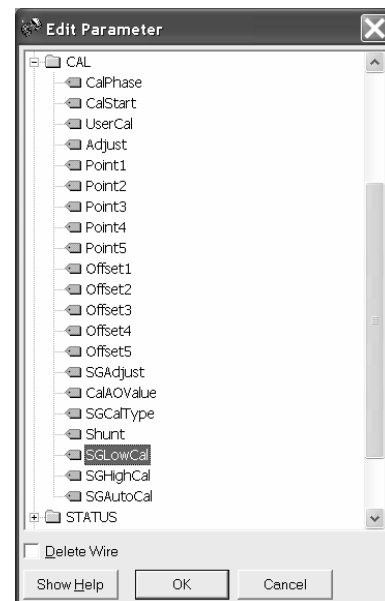 Edit Parameter
CAL
CalPhase
CalStart
UserCal
Adjust
Point1
Point2
Point3
Point4
Point5
Offset1
Offset2
Offset3
Offset4
Offset5
SGAdjust
CalAOValue
SGCalType
Shunt
SGLowCal
SGHighCal
SGAutoCal
STATUS
Delete Wire
Show Help OK Cancel